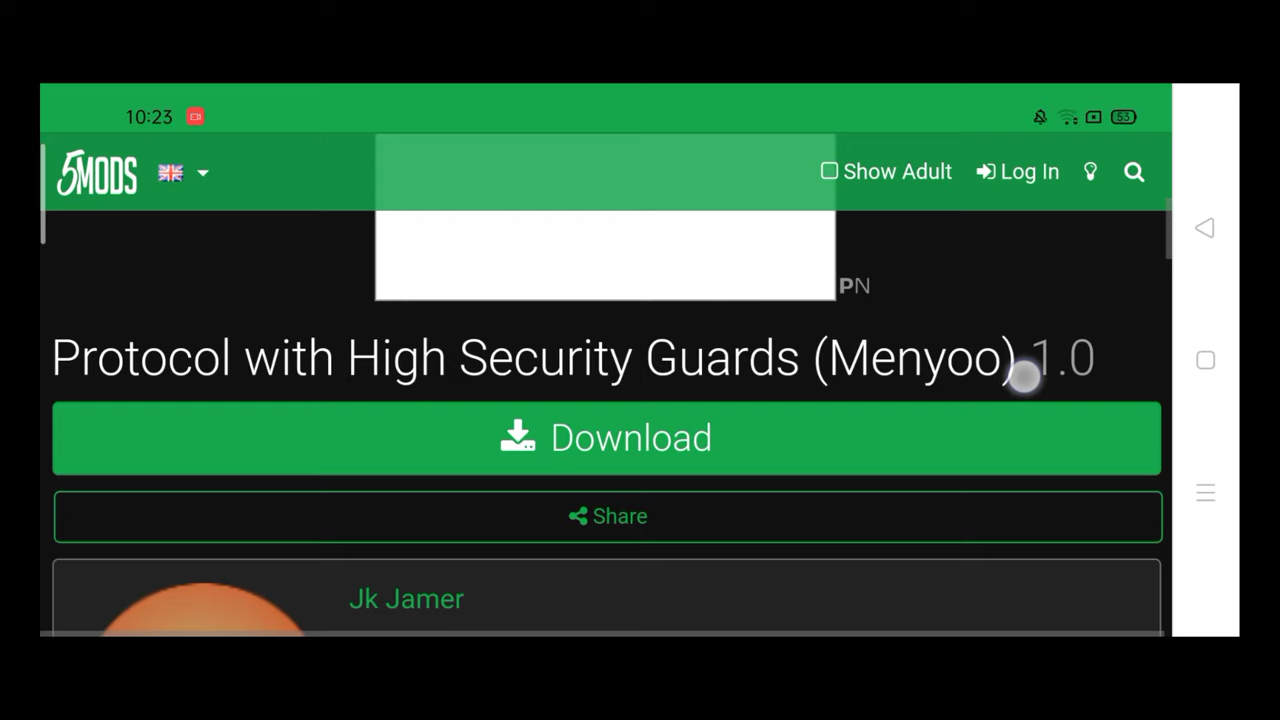 10:23
53
5MODS
Show Adult
Log In
PN
Protocol with High Security Guards (Menyoo) 1.0
Download
Share
Jk Jamer